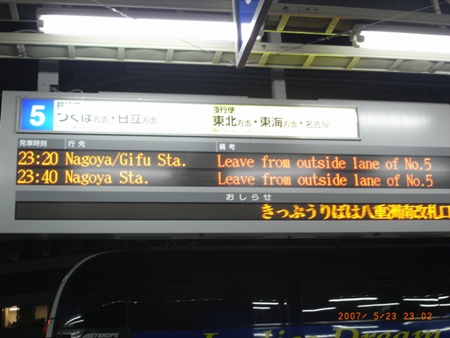 5
つくば方面・日立方面
夜行便
東北方面・東海方面・名古屋
発車時刻 行先 備考
23:20 Nagoya/Gifu Sta. Leave from outside lane of No.5
23:40 Nagoya Sta. Leave from outside lane of No.5
おしらせ
きっぷうりばは八重洲南改札口
Dream
2007/ 5/23 23:02